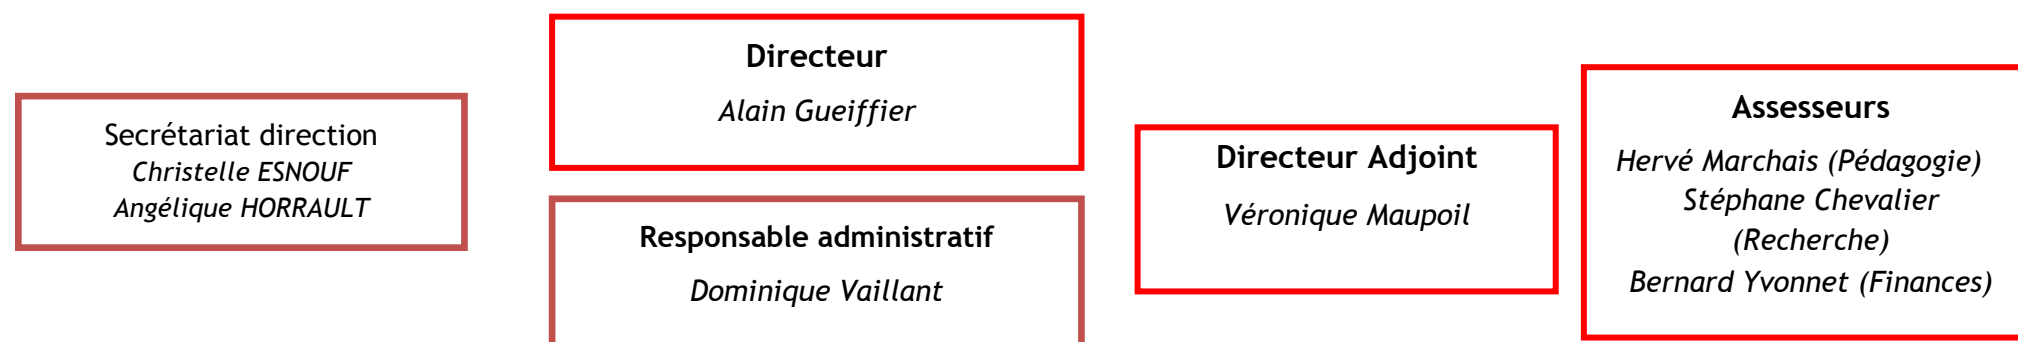 Secrétariat direction
Christelle ESNOUF
Angélique HORRAULT
Directeur
Alain Gueiffier
Responsable administratif
Dominique Vaillant
Directeur Adjoint
Véronique Maupoil
Assesseurs
Hervé Marchais (Pédagogie)
Stéphane Chevalier
(Recherche)
Bernard Yvonnet (Finances)